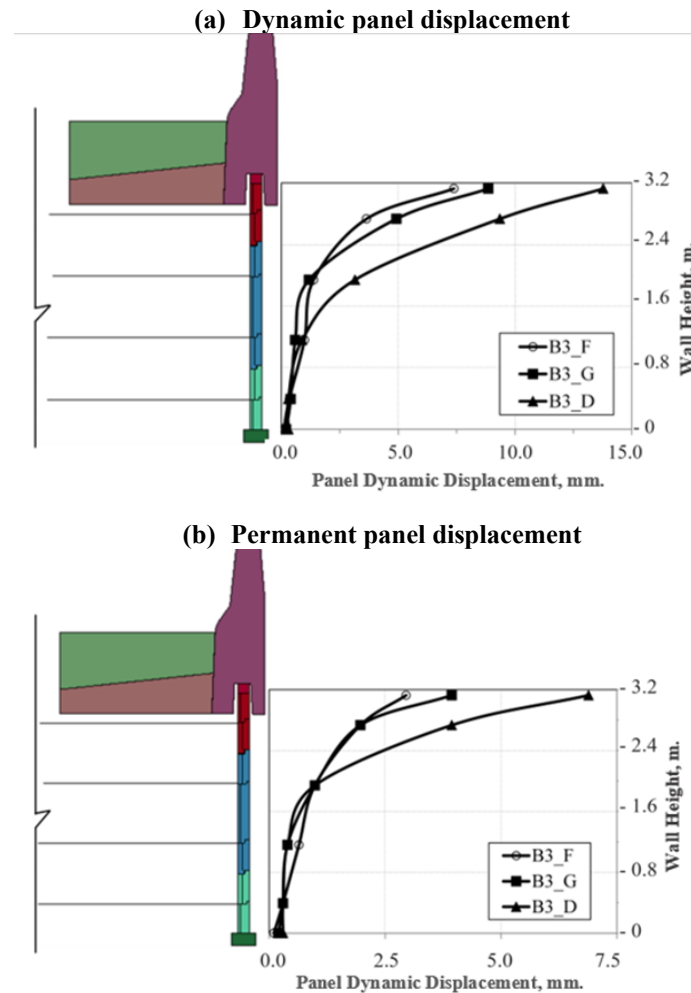 (a) Dynamic panel displacement
- 3.2
- 2.4
- 1.6
- 0.8
- 0
Wall Height, m.
B3_F
B3_G
B3_D
0.0 5.0 10.0 15.0
Panel Dynamic Displacement, mm.
(b) Permanent panel displacement
- 3.2
- 2.4
- 1.6
- 0.8
- 0
Wall Height, m.
B3_F
B3_G
B3_D
0.0 2.5 5.0 7.5
Panel Dynamic Displacement, mm.